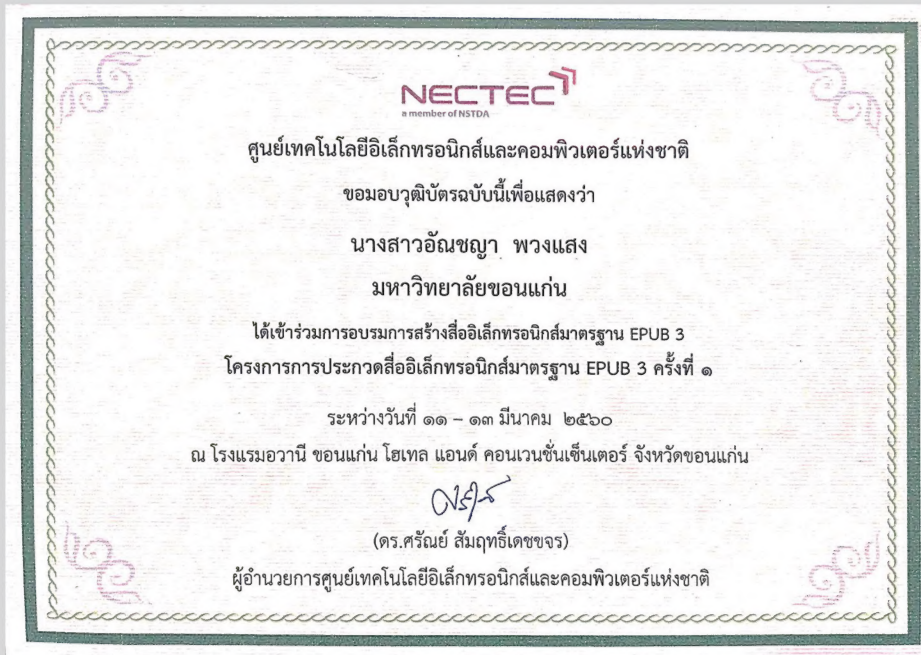 NECTEC
a member of NSTDA
ศูนย์เทคโนโลยีอิเล็กทรอนิกส์และคอมพิวเตอร์แห่งชาติ
ขอมอบวุฒิบัตรฉบับนี้เพื่อแสดงว่า
นางสาวอัณชญา พวงแสง
มหาวิทยาลัยขอนแก่น
ได้เข้าร่วมการอบรมการสร้างสื่ออิเล็กทรอนิกส์มาตรฐาน EPUB 3
โครงการการประกวดสื่ออิเล็กทรอนิกส์มาตรฐาน EPUB 3 ครั้งที่ ๑
ระหว่างวันที่ ๑๑ – ๑๓ มีนาคม ๒๕๖๐
ณ โรงแรมอวานี ขอนแก่น โฮเทล แอนด์ คอนเวนชั่นเซ็นเตอร์ จังหวัดขอนแก่น
(ดร.ศรัณย์ สัมฤทธิ์เดชขจร)
ผู้อำนวยการศูนย์เทคโนโลยีอิเล็กทรอนิกส์และคอมพิวเตอร์แห่งชาติ